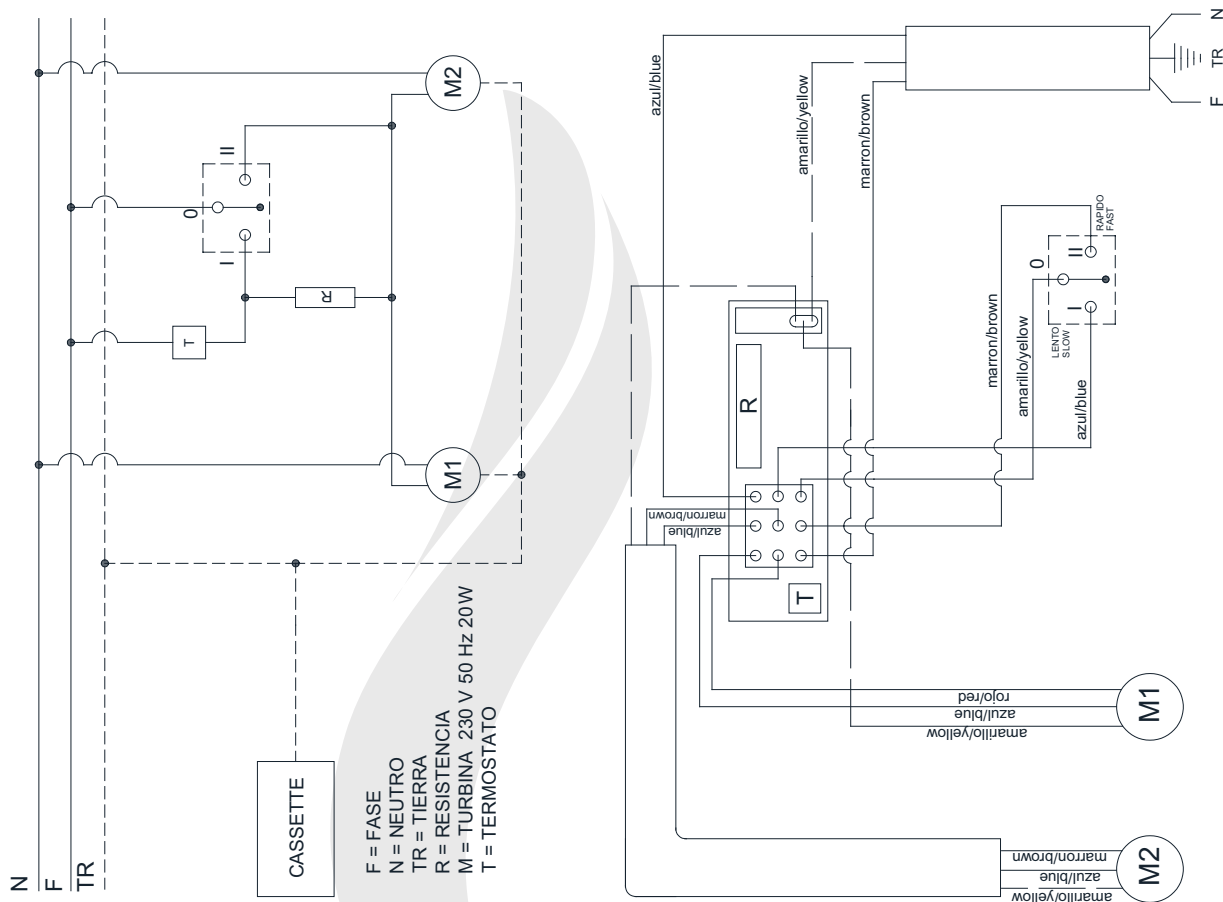 N
F
TR
M2
II
0
I
R
T
M1
CASSETTE
F = FASE
N = NEUTRO
TR = TIERRA
R = RESISTENCIA
M = TURBINA 230 V 50 Hz 20W
T = TERMOSTATO
N
TR
F
azul/blue
amarillo/yellow
marron/brown
RAPIDO
FAST
II
0
I
LENTO
SLOW
marron/brown
amarillo/yellow
azul/blue
R
marron/brown
azul/blue
T
rojo/red
azul/blue
amarillo/yellow
M1
marron/brown
azul/blue
amarillo/yellow
M2